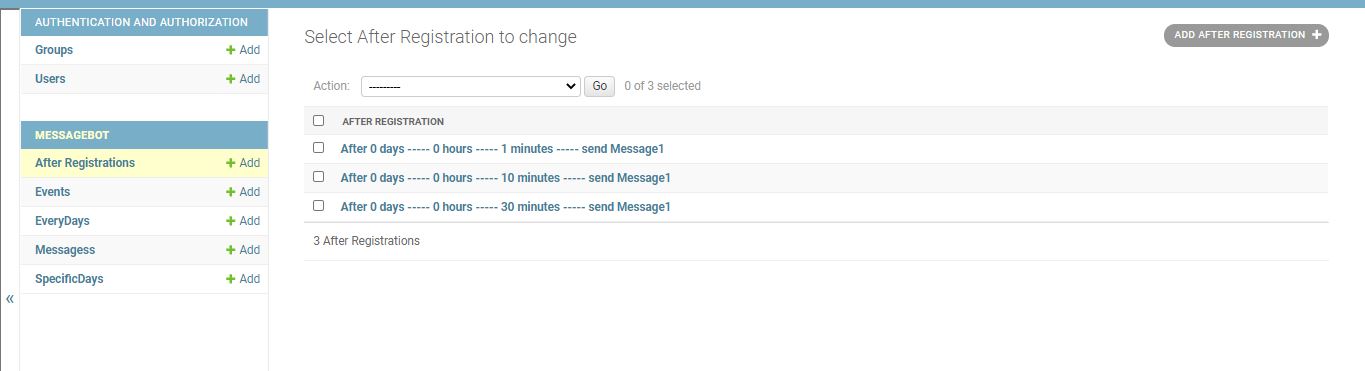 AUTHENTICATION AND AUTHORIZATION
Groups + Add
Users + Add
MESSAGEBOT
After Registrations + Add
Events + Add
EveryDays + Add
Messagess + Add
SpecificDays + Add
«
Select After Registration to change
ADD AFTER REGISTRATION +
Action: --------- Go 0 of 3 selected
AFTER REGISTRATION
After 0 days ----- 0 hours ----- 1 minutes ----- send Message1
After 0 days ----- 0 hours ----- 10 minutes ----- send Message1
After 0 days ----- 0 hours ----- 30 minutes ----- send Message1
3 After Registrations